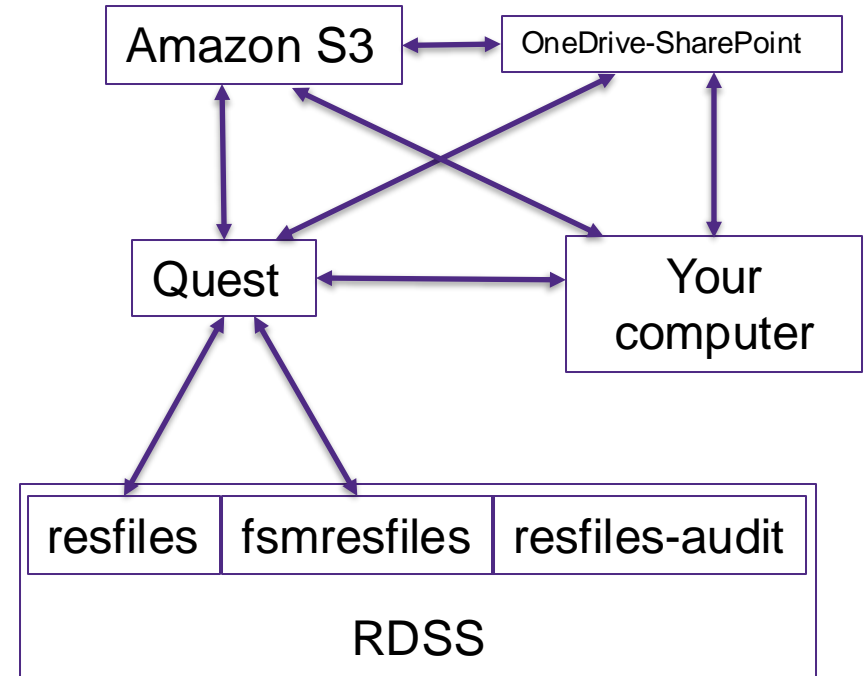 Amazon S3
OneDrive-SharePoint
Quest
Your
computer
resfiles
fsmresfiles
resfiles-audit
RDSS